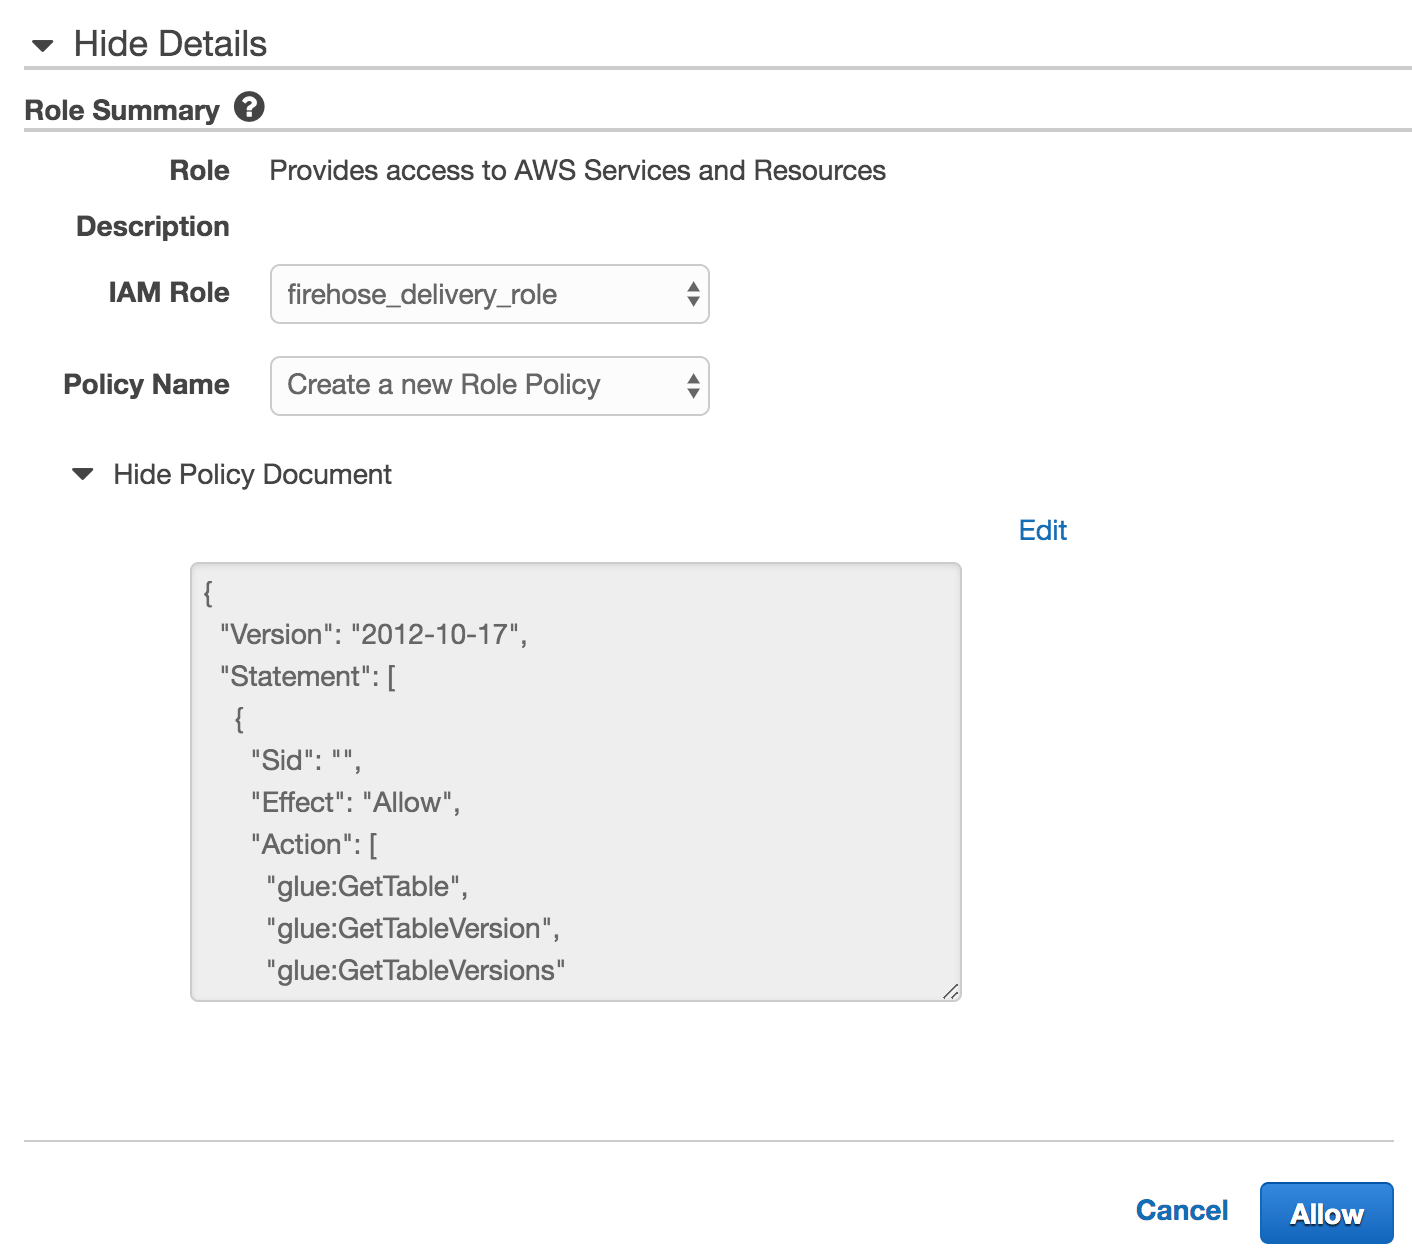 Hide Details
Role Summary ?
Role Description
Provides access to AWS Services and Resources
IAM Role
firehose_delivery_role
Policy Name
Create a new Role Policy
Hide Policy Document
Edit
{
"Version": "2012-10-17",
"Statement": [
{
"Sid": "",
"Effect": "Allow",
"Action": [
"glue:GetTable",
"glue:GetTableVersion",
"glue:GetTableVersions"
Cancel
Allow